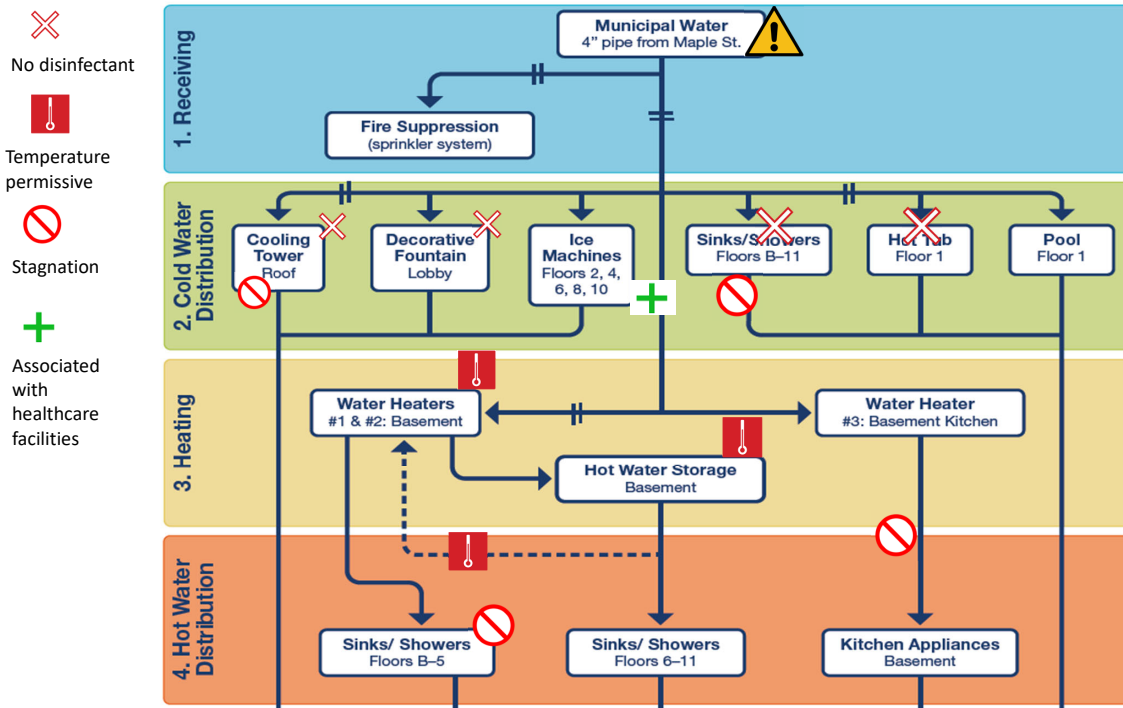 No disinfectant
Temperature
permissive
Stagnation
Associated
with
healthcare
facilities
1. Receiving
Municipal Water
4” pipe from Maple St.
Fire Suppression
(sprinkler system)
2. Cold Water
Distribution
Cooling
Tower
Roof
Decorative
Fountain
Lobby
Ice
Machines
Floors 2, 4,
6, 8, 10
Sinks/Showers
Floors B–11
Hot Tub
Floor 1
Pool
Floor 1
3. Heating
Water Heaters
#1 & #2: Basement
Water Heater
#3: Basement Kitchen
Hot Water Storage
Basement
4. Hot Water
Distribution
Sinks/ Showers
Floors B–5
Sinks/ Showers
Floors 6–11
Kitchen Appliances
Basement